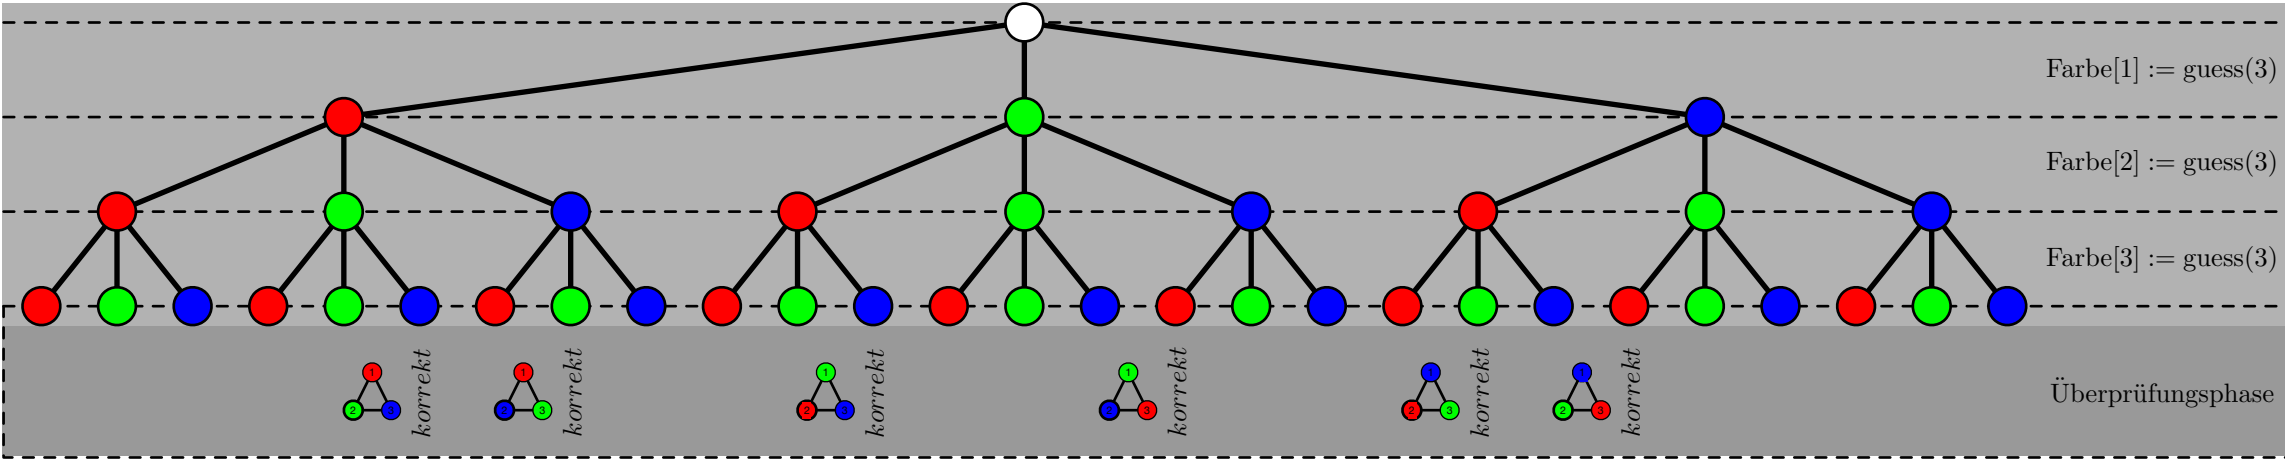 Farbe[1] := guess(3)
Farbe[2] := guess(3)
Farbe[3] := guess(3)
1 2 3 korrekt
1 2 3 korrekt
1 2 3 korrekt
1 2 3 korrekt
1 2 3 korrekt
1 2 3 korrekt
Überprüfungsphase